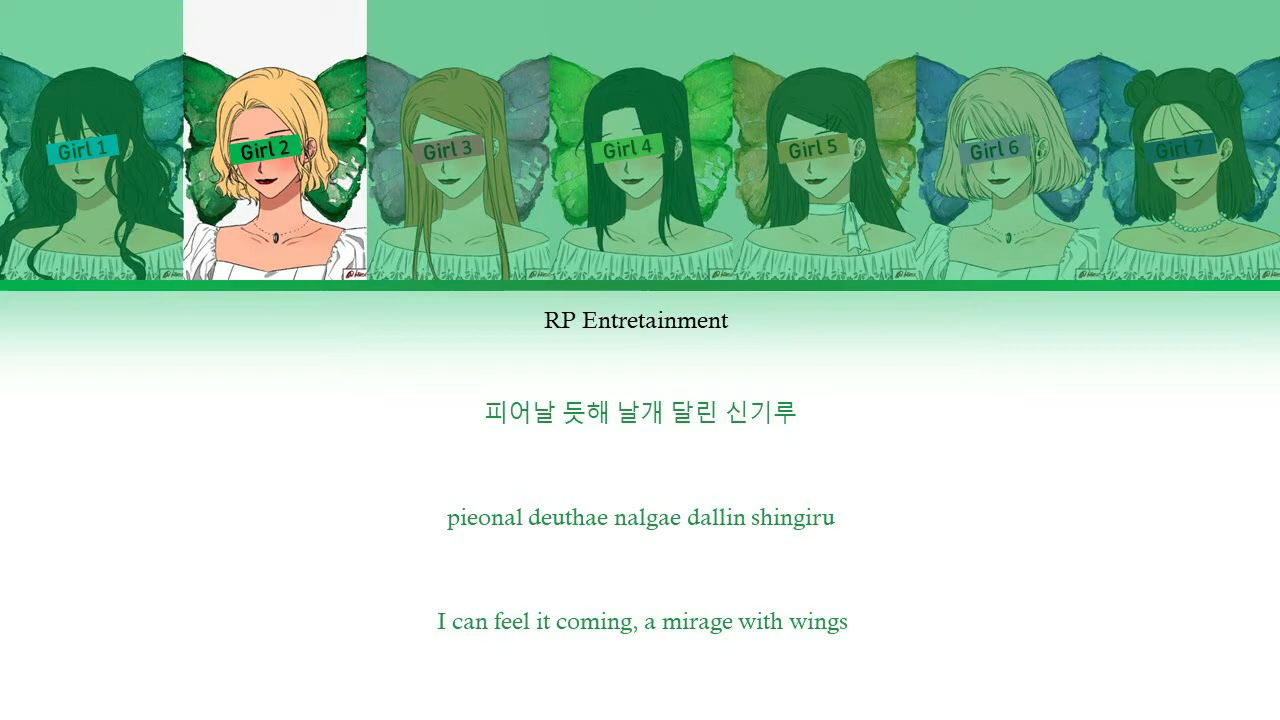 Girl 1
Girl 2
Girl 3
Girl 4
Girl 5
Girl 6
Girl 7
RP Entretainment
피어날 듯해 날개 달린 신기루
pieonal deuthae nalgae dallin shingiru
I can feel it coming, a mirage with wings